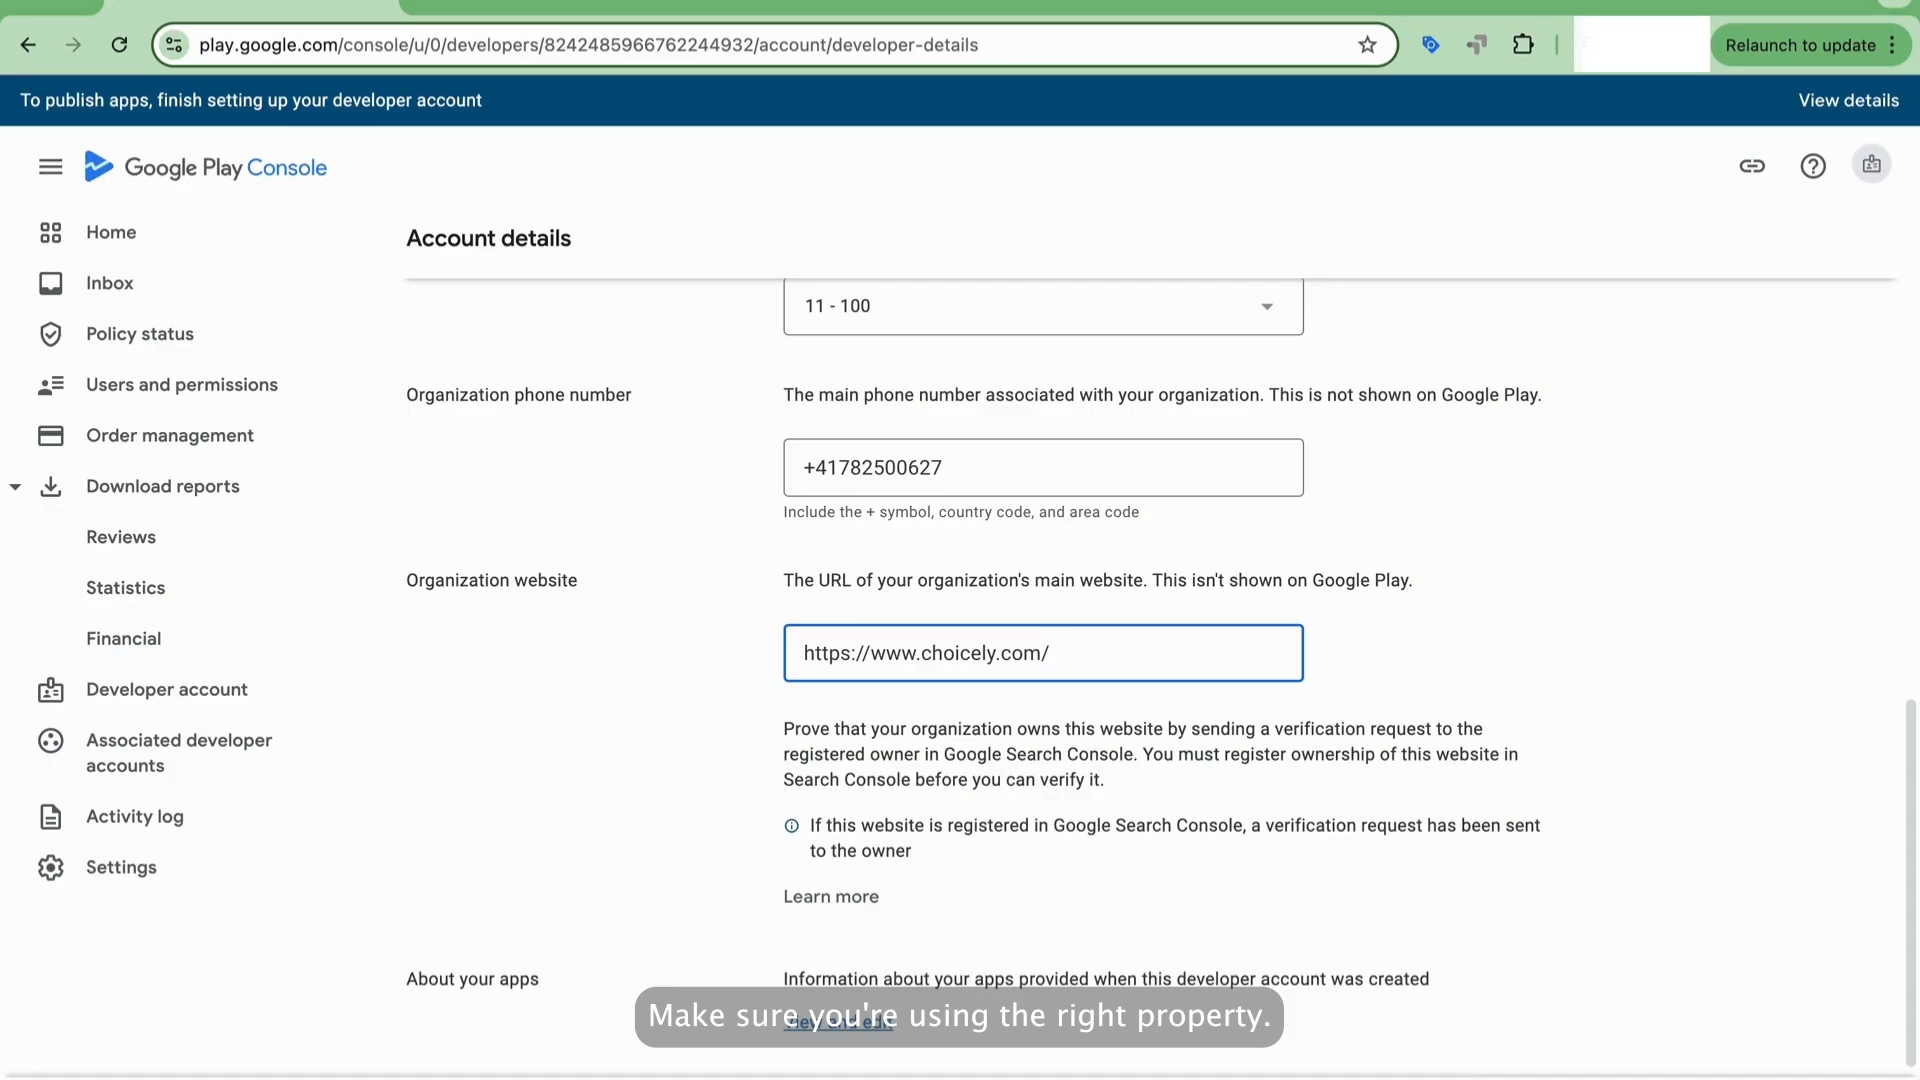 play.google.com/console/u/0/developers/8242485966762244932/account/developer-details
Relaunch to update
To publish apps, finish setting up your developer account
View details
Google Play Console
Home
Inbox
Policy status
Users and permissions
Order management
Download reports
Reviews
Statistics
Financial
Developer account
Associated developer
accounts
Activity log
Settings
Account details
11 - 100
Organization phone number
The main phone number associated with your organization. This is not shown on Google Play.
+41782500627
Include the + symbol, country code, and area code
Organization website
The URL of your organization's main website. This isn't shown on Google Play.
https://www.choicely.com/
Prove that your organization owns this website by sending a verification request to the
registered owner in Google Search Console. You must register ownership of this website in
Search Console before you can verify it.
If this website is registered in Google Search Console, a verification request has been sent
to the owner
Learn more
About your apps
Information about your apps provided when this developer account was created
View and edit
Make sure you're using the right property.